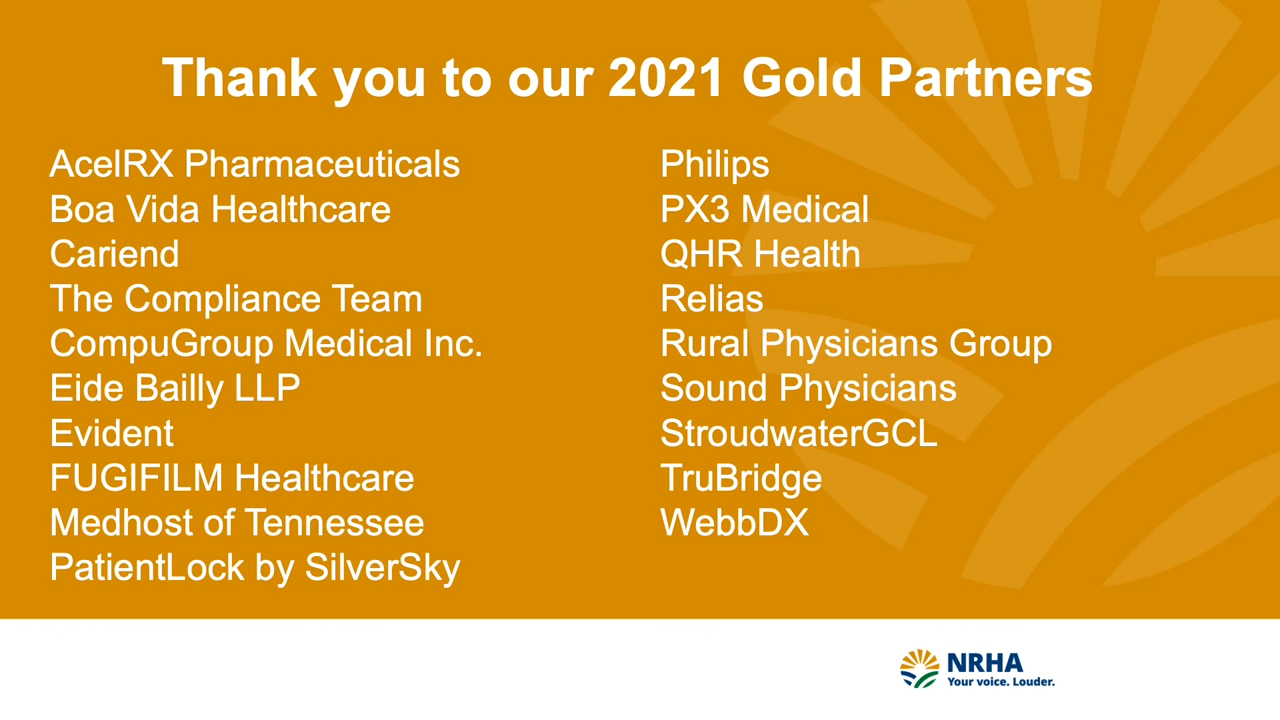 Thank you to our 2021 Gold Partners
AcelRX Pharmaceuticals
Boa Vida Healthcare
Cariend
The Compliance Team
CompuGroup Medical Inc.
Eide Bailly LLP
Evident
FUGIFILM Healthcare
Medhost of Tennessee
PatientLock by SilverSky
Philips
PX3 Medical
QHR Health
Relias
Rural Physicians Group
Sound Physicians
StroudwaterGCL
TruBridge
WebbDX
NRHA
Your voice. Louder.